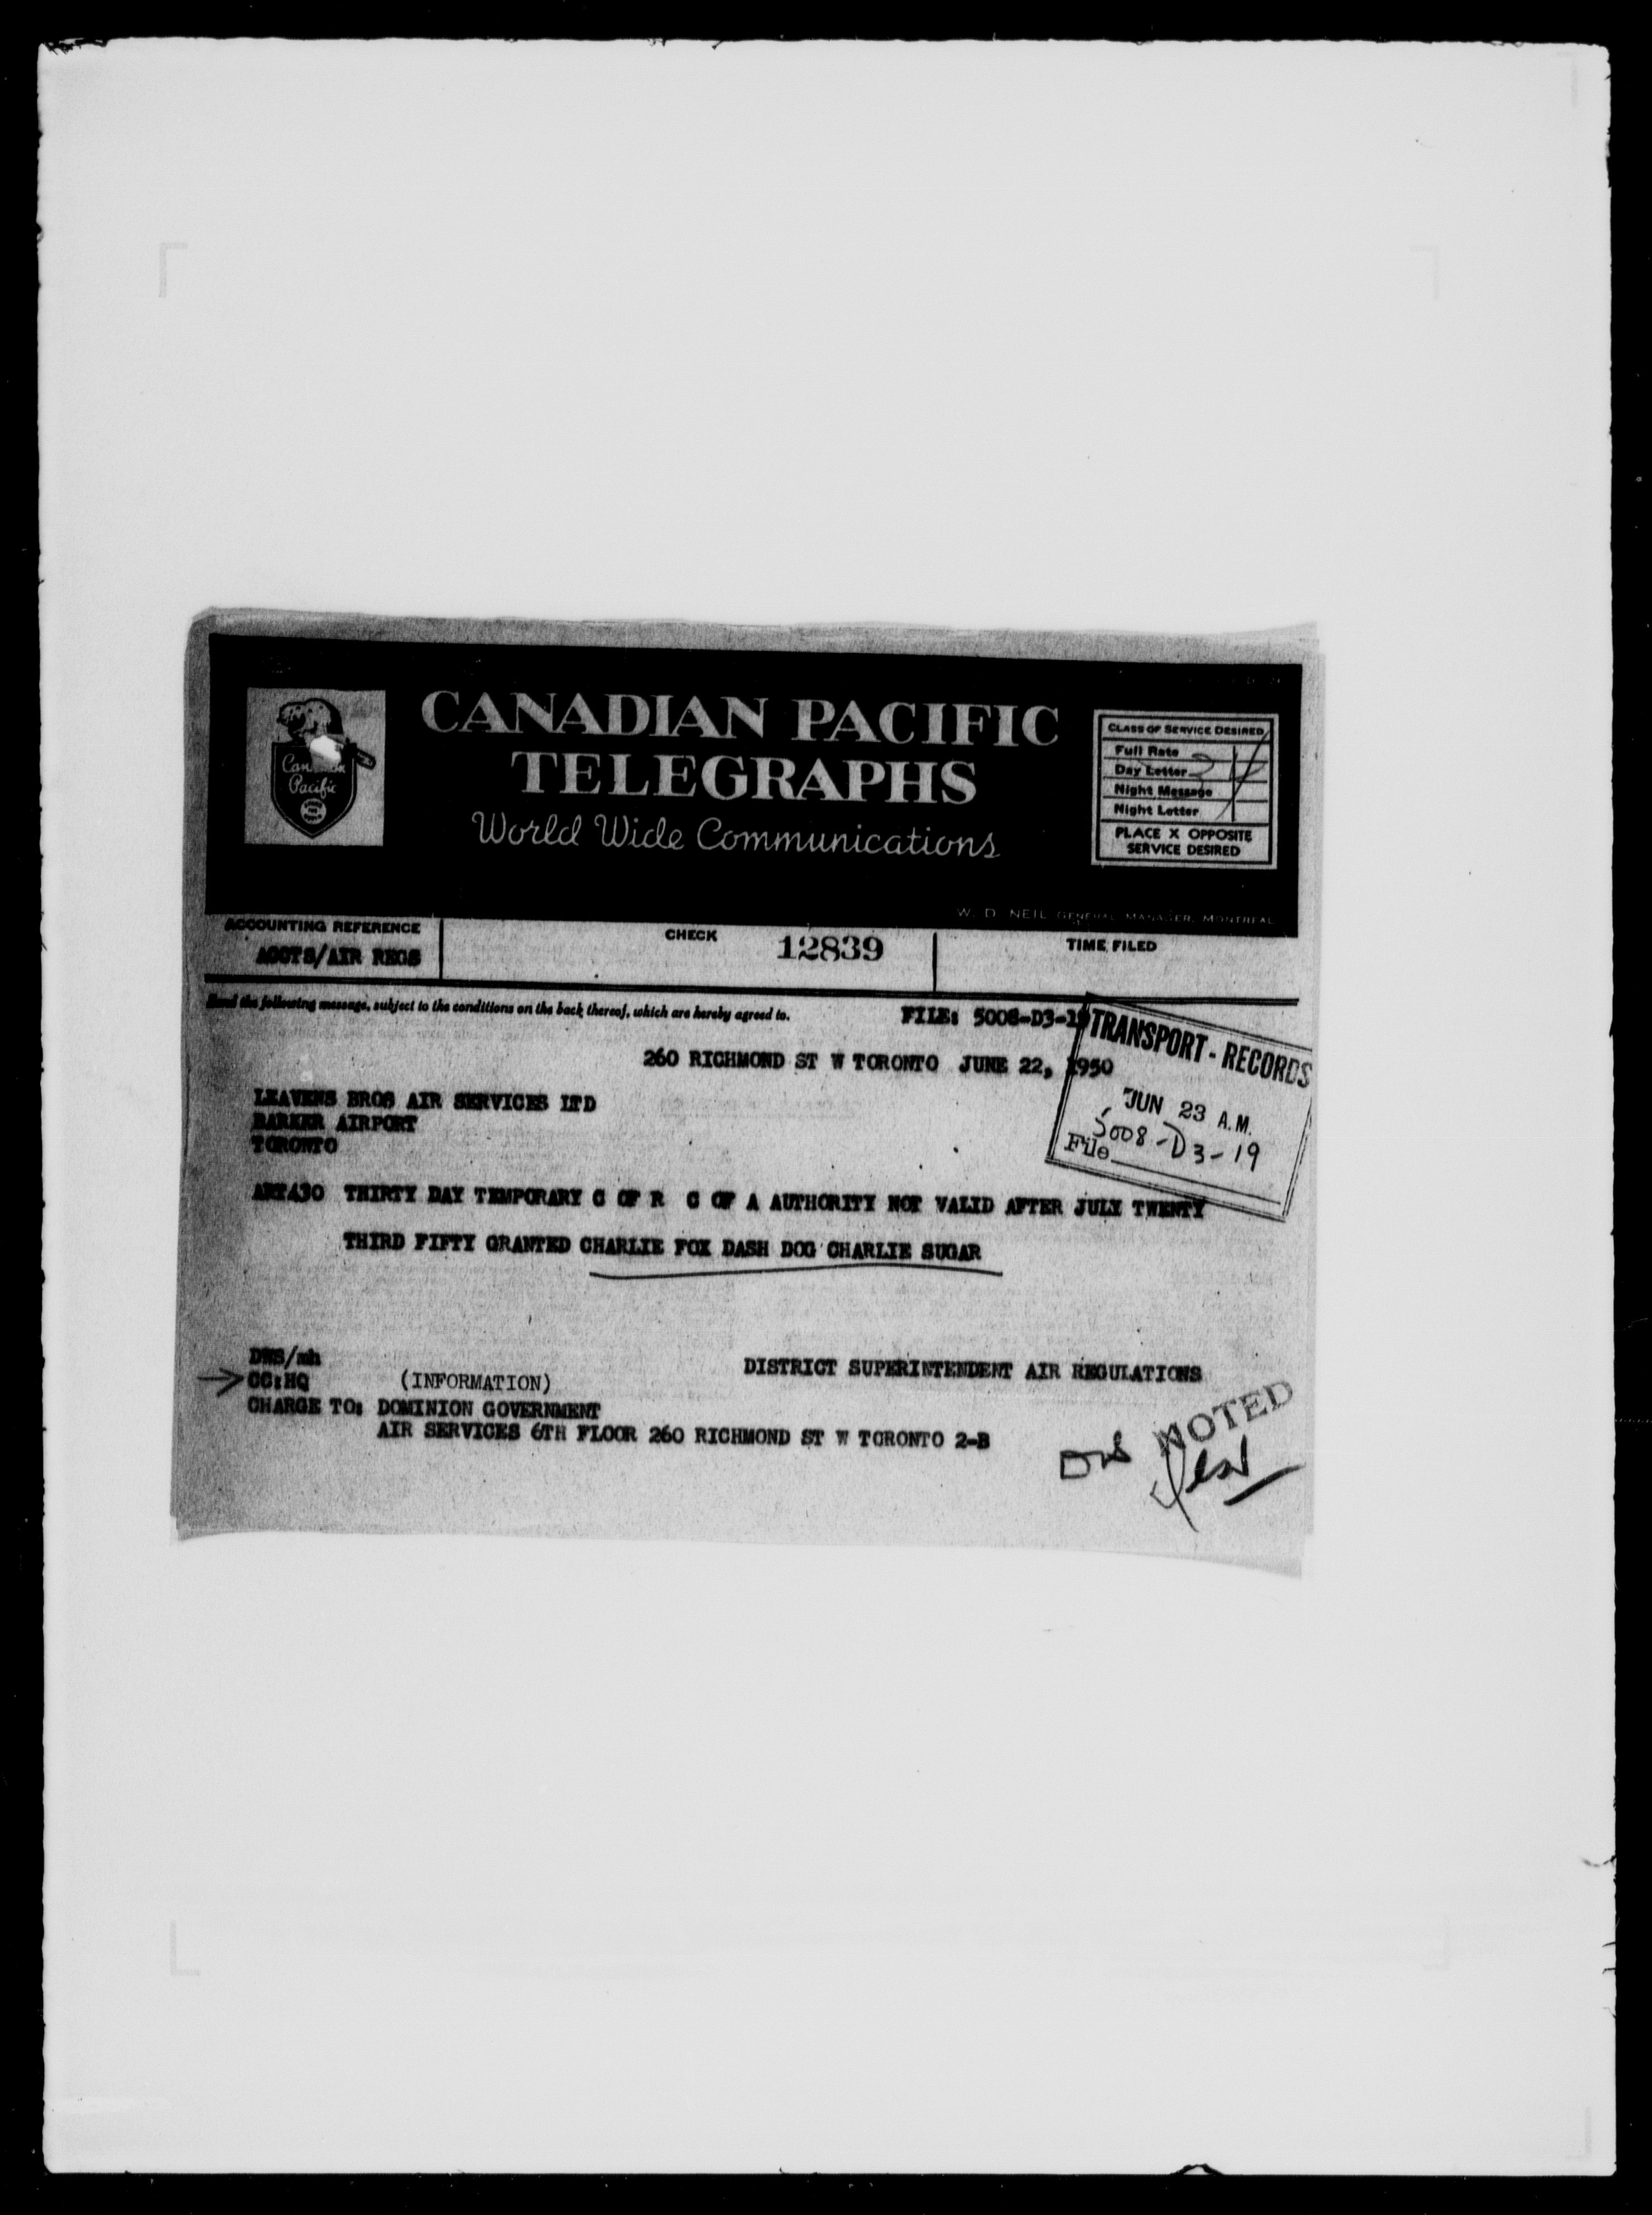 CANADIAN PACIFIC
TELEGRAPHS
World Wide Communications
Canadian
Pacific
CLASS OF SERVICE DESIRED
Full Rate
Day Letter
Night Message
Night Letter
PLACE X OPPOSITE
SERVICE DESIRED
W. D. NEIL GENERAL MANAGER, MONTREAL
ACCOUNTING REFERENCE
ACCTS/AIR REGS
CHECK
12839
TIME FILED
Send the following message, subject to the conditions on the back thereof, which are hereby agreed to.
FILE: 5008-D3-19
TRANSPORT - RECORDS
JUN 23 A.M.
5008-D3-19
File
260 RICHMOND ST W TORONTO JUNE 22, 1950
LEAVENS BROS AIR SERVICES LTD
BARKER AIRPORT
TORONTO
ART430 THIRTY DAY TEMPORARY C OF R C OF A AUTHORITY NOT VALID AFTER JULY TWENTY
THIRD FIFTY GRANTED CHARLIE FOX DASH DOG CHARLIE SUGAR
DWS/mh
CC:HQ (INFORMATION)
DISTRICT SUPERINTENDENT AIR REGULATIONS
CHARGE TO: DOMINION GOVERNMENT
AIR SERVICES 6TH FLOOR 260 RICHMOND ST W TORONTO 2-B
NOTED
DWS